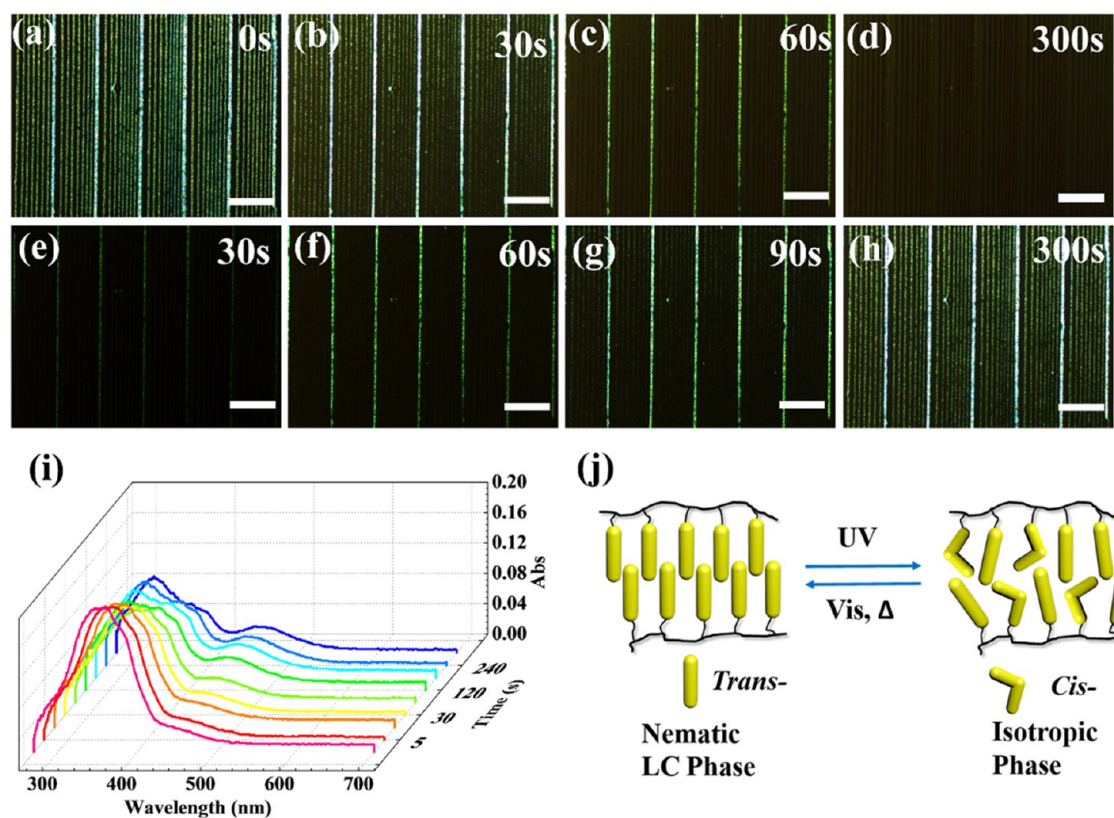 (a) 0s
(b) 30s
(c) 60s
(d) 300s
(e) 30s
(f) 60s
(g) 90s
(h) 300s
(i)
0.20
0.16
0.12
0.08
0.04
0.00
Abs
240
120
30
5
Time (s)
300 400 500 600 700
Wavelength (nm)
(j)
UV
Vis, Δ
Trans-
Nematic
LC Phase
Cis-
Isotropic
Phase